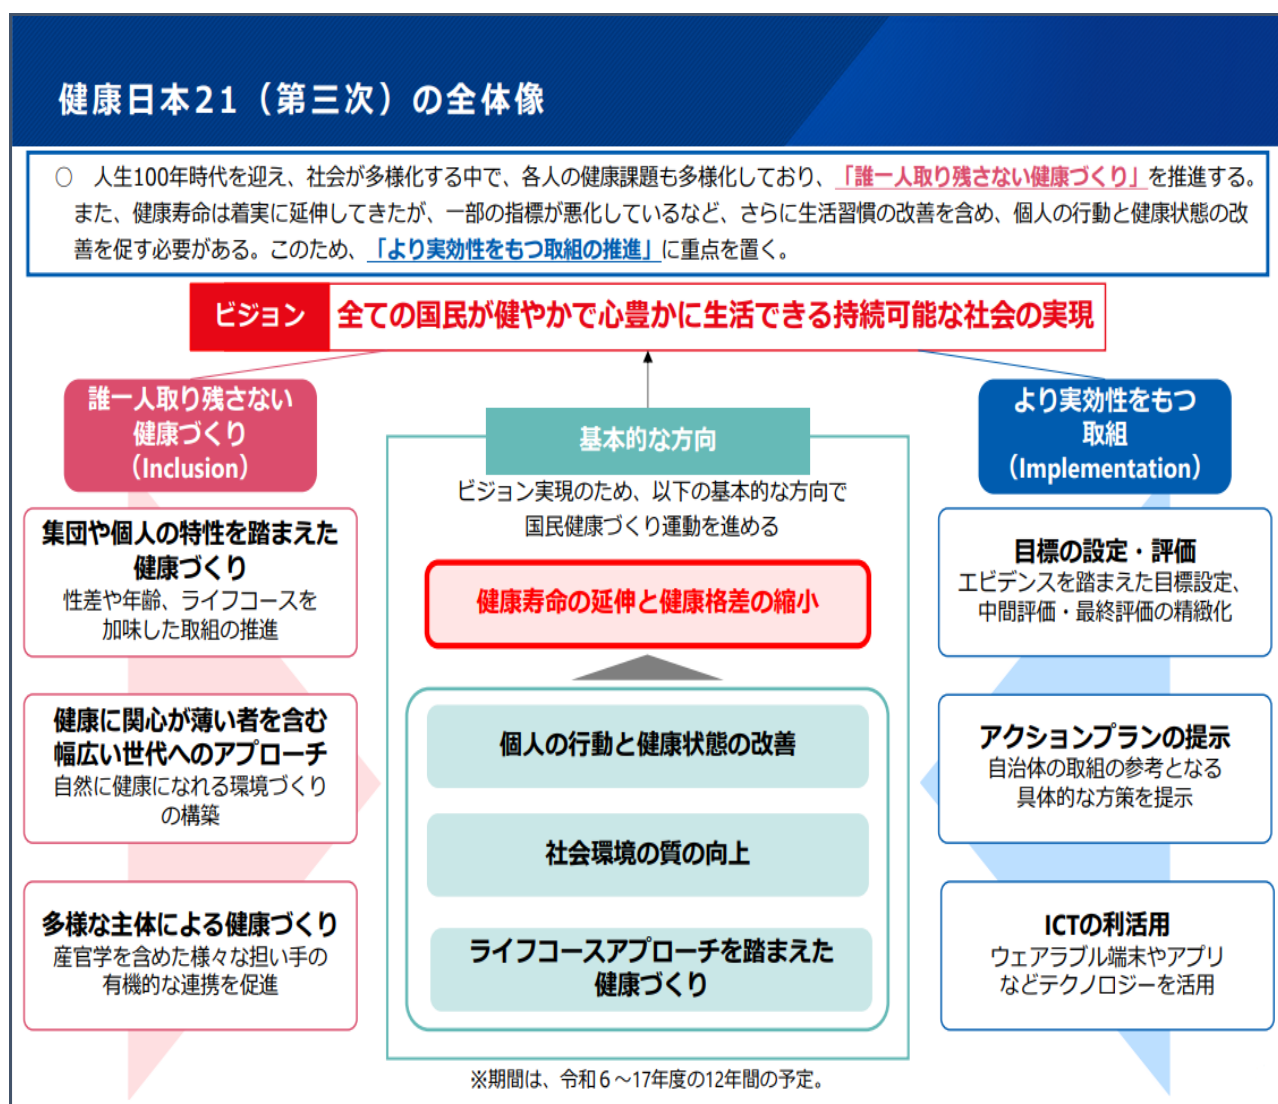 健康日本21（第三次）の全体像
○　人生100年時代を迎え、社会が多様化する中で、各人の健康課題も多様化しており、「誰一人取り残さない健康づくり」を推進する。
また、健康寿命は着実に延伸してきたが、一部の指標が悪化しているなど、さらに生活習慣の改善を含め、個人の行動と健康状態の改
善を促す必要がある。このため、「より実効性をもつ取組の推進」に重点を置く。
ビジョン　全ての国民が健やかで心豊かに生活できる持続可能な社会の実現
誰一人取り残さない
健康づくり
（Inclusion）
集団や個人の特性を踏まえた
健康づくり
性差や年齢、ライフコースを
加味した取組の推進
健康に関心が薄い者を含む
幅広い世代へのアプローチ
自然に健康になれる環境づくり
の構築
多様な主体による健康づくり
産官学を含めた様々な担い手の
有機的な連携を促進
基本的な方向
ビジョン実現のため、以下の基本的な方向で
国民健康づくり運動を進める
健康寿命の延伸と健康格差の縮小
個人の行動と健康状態の改善
社会環境の質の向上
ライフコースアプローチを踏まえた
健康づくり
※期間は、令和６～17年度の12年間の予定。
より実効性をもつ
取組
（Implementation）
目標の設定・評価
エビデンスを踏まえた目標設定、
中間評価・最終評価の精緻化
アクションプランの提示
自治体の取組の参考となる
具体的な方策を提示
ICTの利活用
ウェアラブル端末やアプリ
などテクノロジーを活用